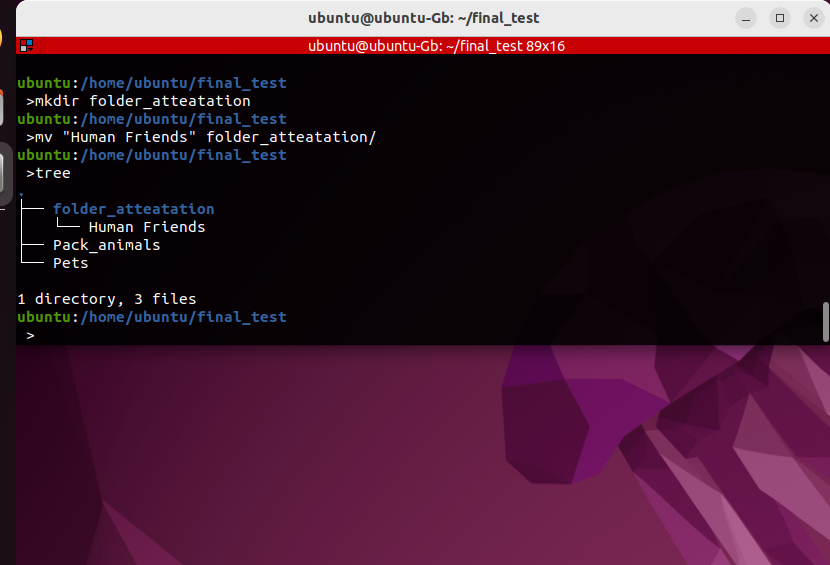 ubuntu@ubuntu-Gb: ~/final_test
ubuntu@ubuntu-Gb: ~/final_test 89x16
ubuntu:/home/ubuntu/final_test
>mkdir folder_atteatation
ubuntu:/home/ubuntu/final_test
>mv "Human Friends" folder_atteatation/
ubuntu:/home/ubuntu/final_test
>tree
.
├── folder_atteatation
│   └── Human Friends
├── Pack_animals
└── Pets
1 directory, 3 files
ubuntu:/home/ubuntu/final_test
>